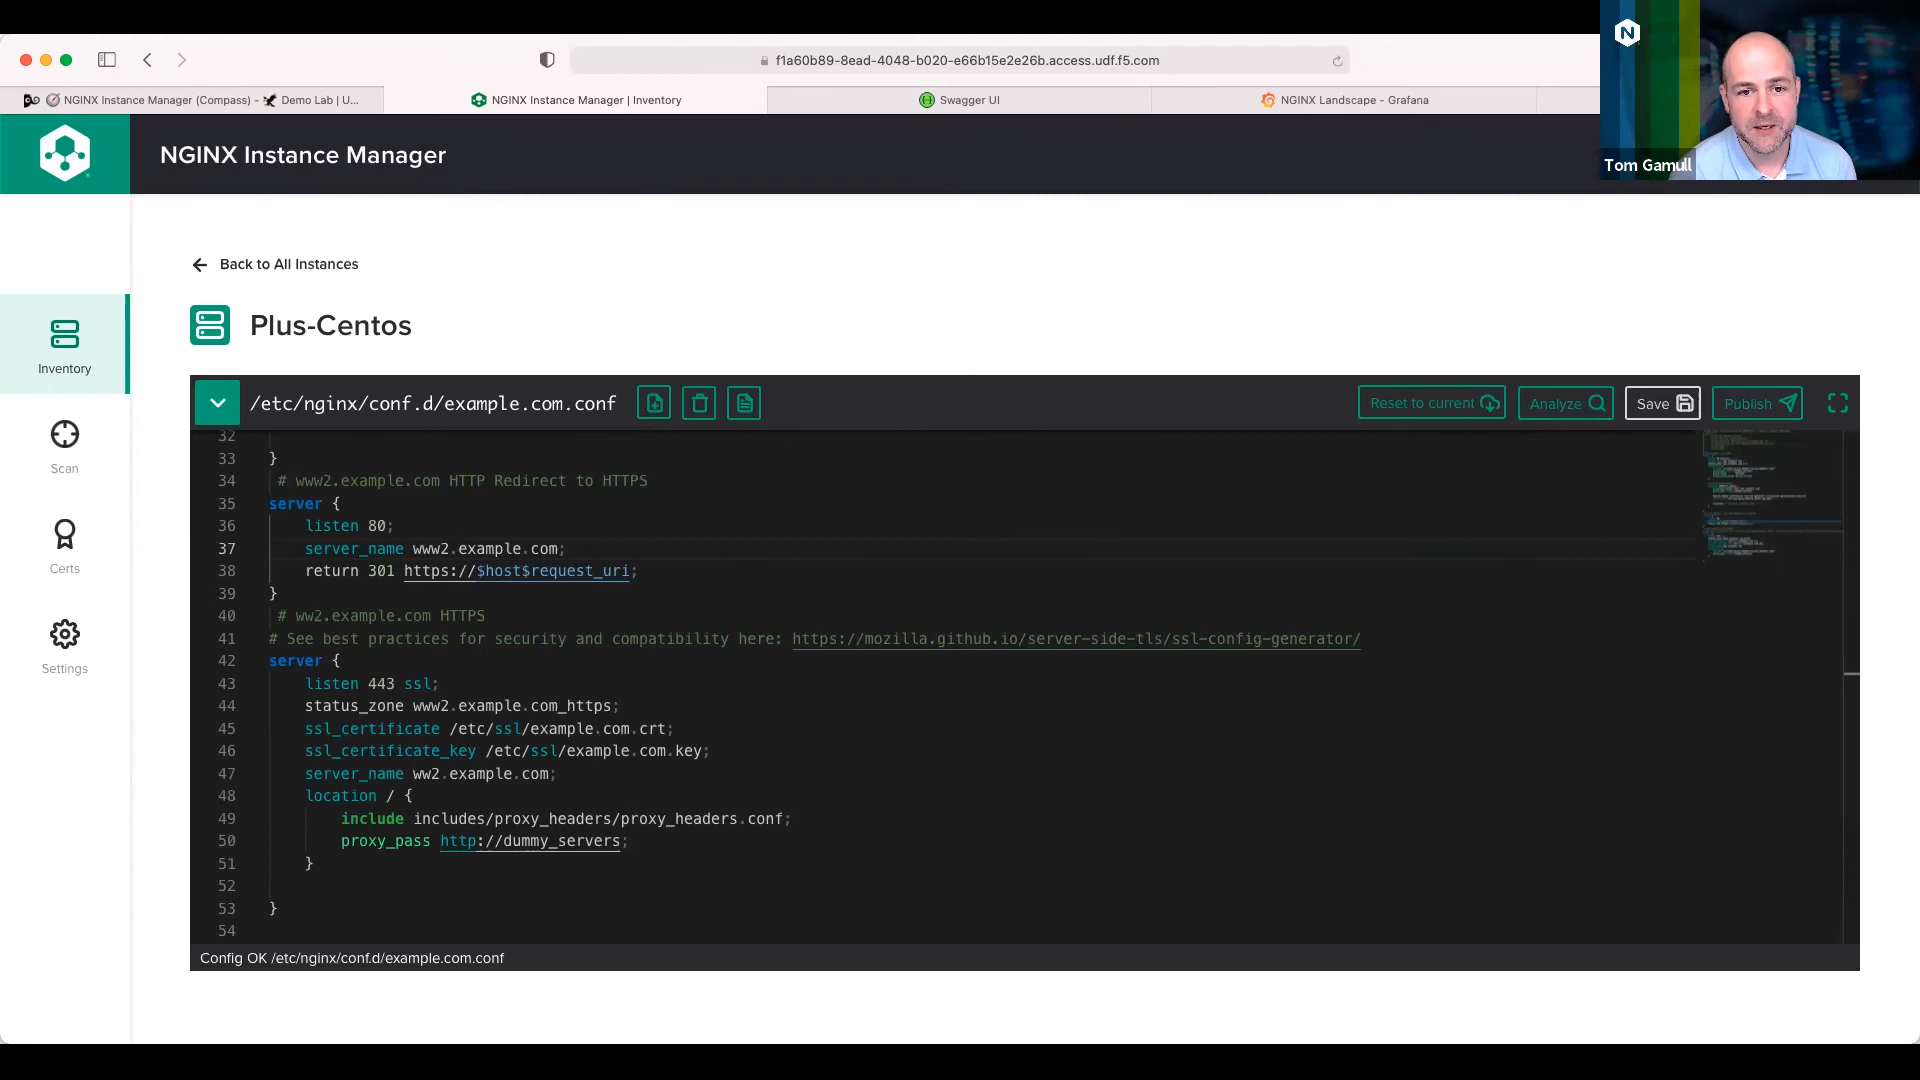 f1a60b89-8ead-4048-b020-e66b15e2e26b.access.udf.f5.com
NGINX Instance Manager (Compass) - Demo Lab | U...
NGINX Instance Manager | Inventory
Swagger UI
NGINX Landscape - Grafana
N
Tom Gamull
NGINX Instance Manager
Back to All Instances
Plus-Centos
Inventory
Scan
Certs
Settings
/etc/nginx/conf.d/example.com.conf
Reset to current
Analyze
Save
Publish
32
33 }
34 # www2.example.com HTTP Redirect to HTTPS
35 server {
36 listen 80;
37 server_name www2.example.com;
38 return 301 https://$host$request_uri;
39 }
40 # ww2.example.com HTTPS
41 # See best practices for security and compatibility here: https://mozilla.github.io/server-side-tls/ssl-config-generator/
42 server {
43 listen 443 ssl;
44 status_zone www2.example.com_https;
45 ssl_certificate /etc/ssl/example.com.crt;
46 ssl_certificate_key /etc/ssl/example.com.key;
47 server_name ww2.example.com;
48 location / {
49 include includes/proxy_headers/proxy_headers.conf;
50 proxy_pass http://dummy_servers;
51 }
52
53 }
54
Config OK /etc/nginx/conf.d/example.com.conf